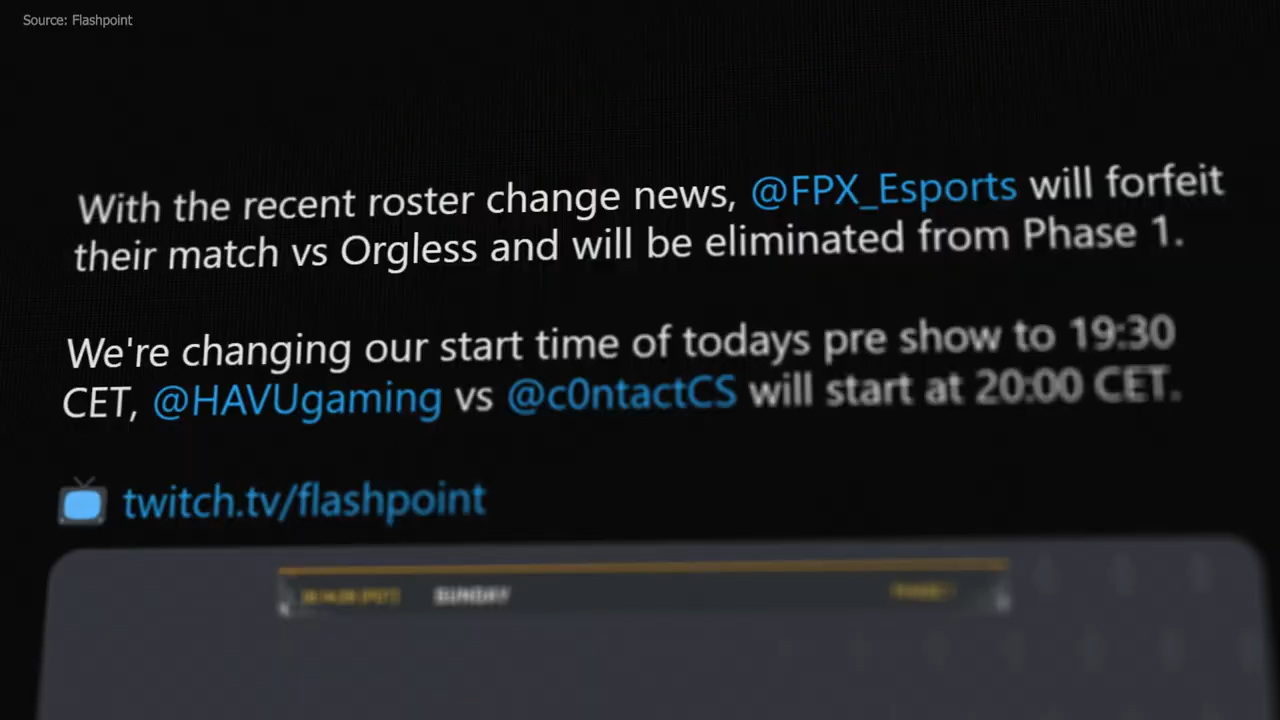 Source: Flashpoint
With the recent roster change news, @FPX_Esports will forfeit
their match vs Orgless and will be eliminated from Phase 1.
We're changing our start time of todays pre show to 19:30
CET, @HAVUgaming vs @c0ntactCS will start at 20:00 CET.
twitch.tv/flashpoint
SUNDAY